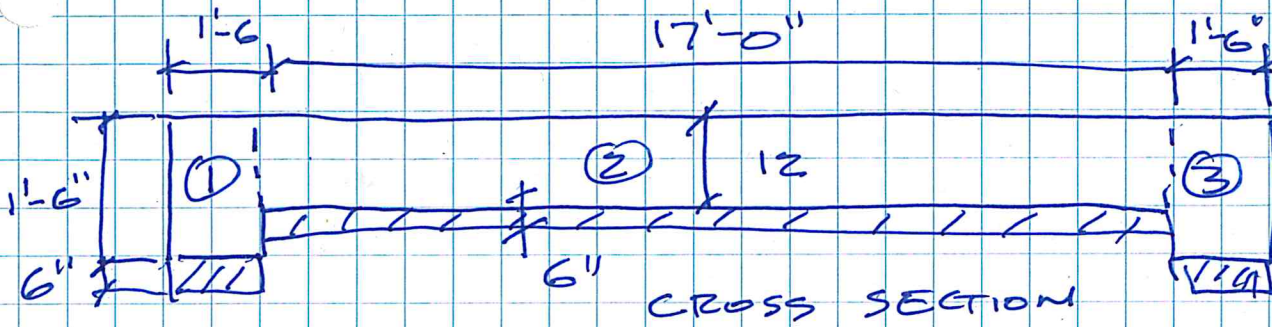 1'-6 17'-0" 1'-6"
① ② 12 ③
1'-6"
6" 6"
CROSS SECTION